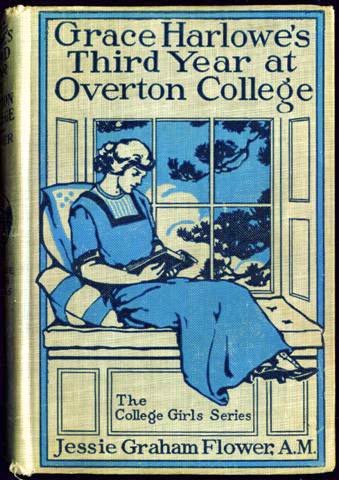 Grace Harlowe's
Third Year at
Overton College
The
College Girls Series
Jessie Graham Flower, A.M.